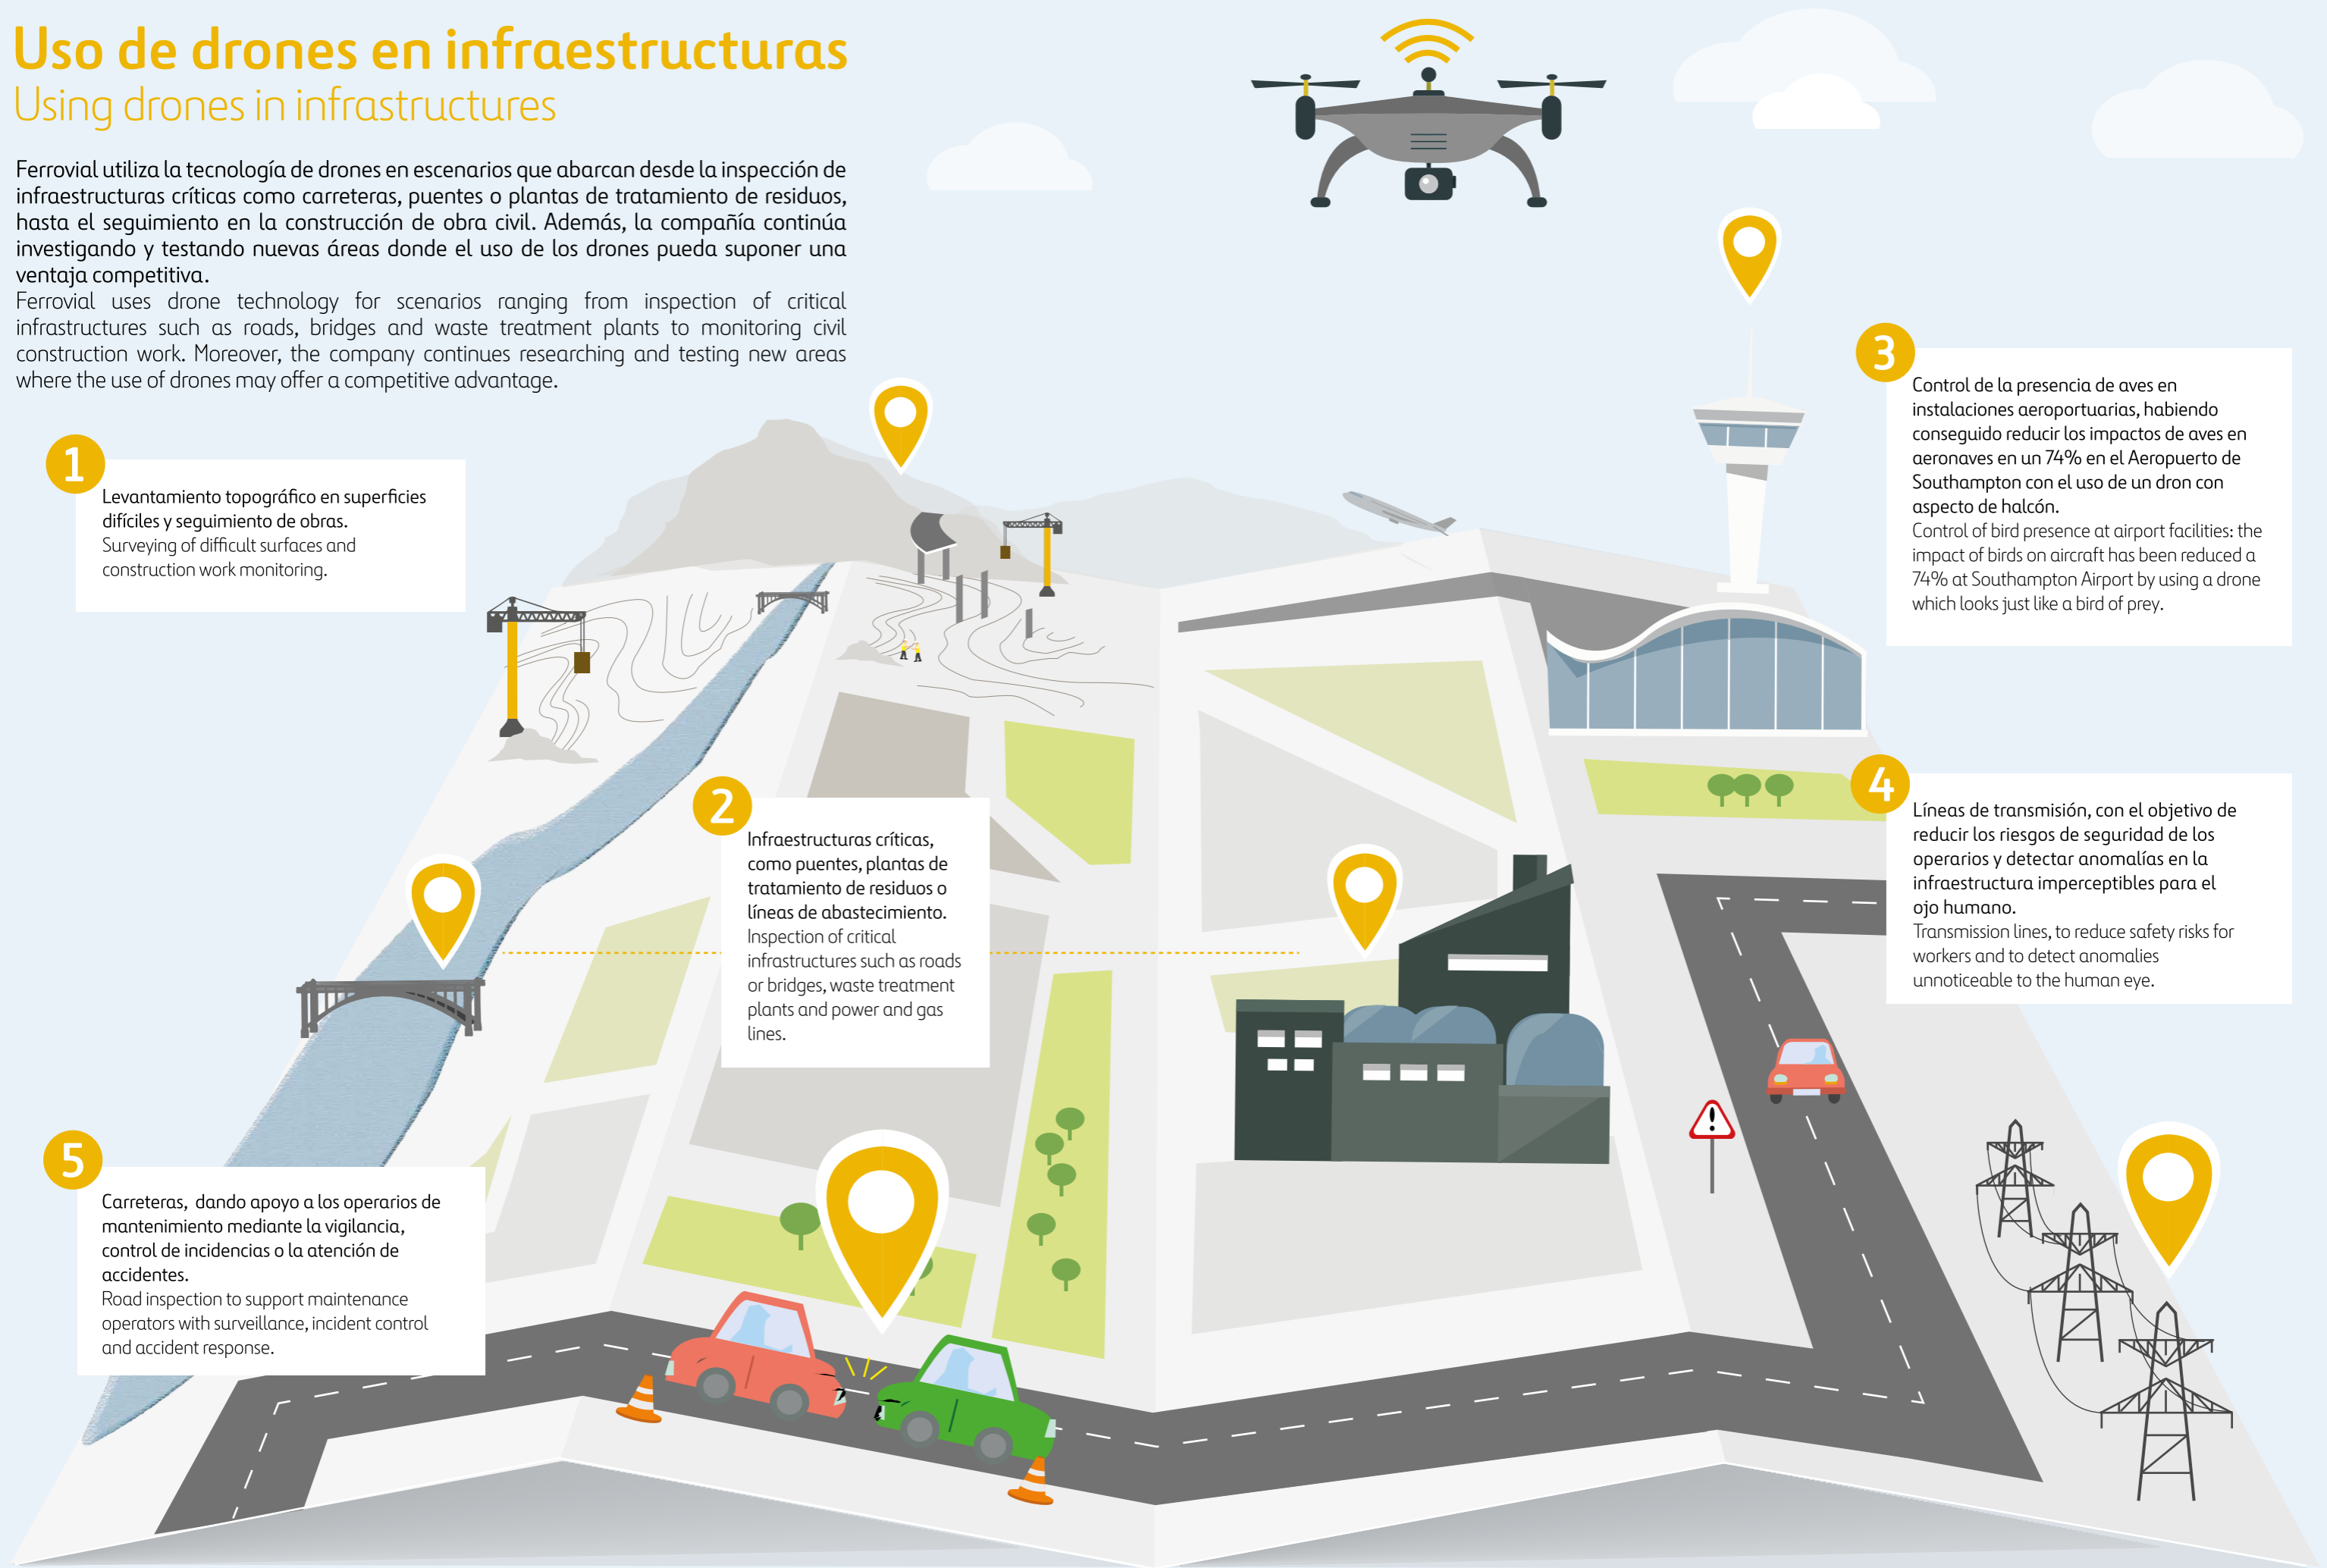 Uso de drones en infraestructuras
Using drones in infrastructures
Ferrovial utiliza la tecnología de drones en escenarios que abarcan desde la inspección de
infraestructuras críticas como carreteras, puentes o plantas de tratamiento de residuos,
hasta el seguimiento en la construcción de obra civil. Además, la compañía continúa
investigando y testando nuevas áreas donde el uso de los drones pueda suponer una
ventaja competitiva.
Ferrovial uses drone technology for scenarios ranging from inspection of critical
infrastructures such as roads, bridges and waste treatment plants to monitoring civil
construction work. Moreover, the company continues researching and testing new areas
where the use of drones may offer a competitive advantage.
1
Levantamiento topográfico en superficies
difíciles y seguimiento de obras.
Surveying of difficult surfaces and
construction work monitoring.
2
Infraestructuras críticas,
como puentes, plantas de
tratamiento de residuos o
líneas de abastecimiento.
Inspection of critical
infrastructures such as roads
or bridges, waste treatment
plants and power and gas
lines.
3
Control de la presencia de aves en
instalaciones aeroportuarias, habiendo
conseguido reducir los impactos de aves en
aeronaves en un 74% en el Aeropuerto de
Southampton con el uso de un dron con
aspecto de halcón.
Control of bird presence at airport facilities: the
impact of birds on aircraft has been reduced a
74% at Southampton Airport by using a drone
which looks just like a bird of prey.
4
Líneas de transmisión, con el objetivo de
reducir los riesgos de seguridad de los
operarios y detectar anomalías en la
infraestructura imperceptibles para el
ojo humano.
Transmission lines, to reduce safety risks for
workers and to detect anomalies
unnoticeable to the human eye.
5
Carreteras, dando apoyo a los operarios de
mantenimiento mediante la vigilancia,
control de incidencias o la atención de
accidentes.
Road inspection to support maintenance
operators with surveillance, incident control
and accident response.
!